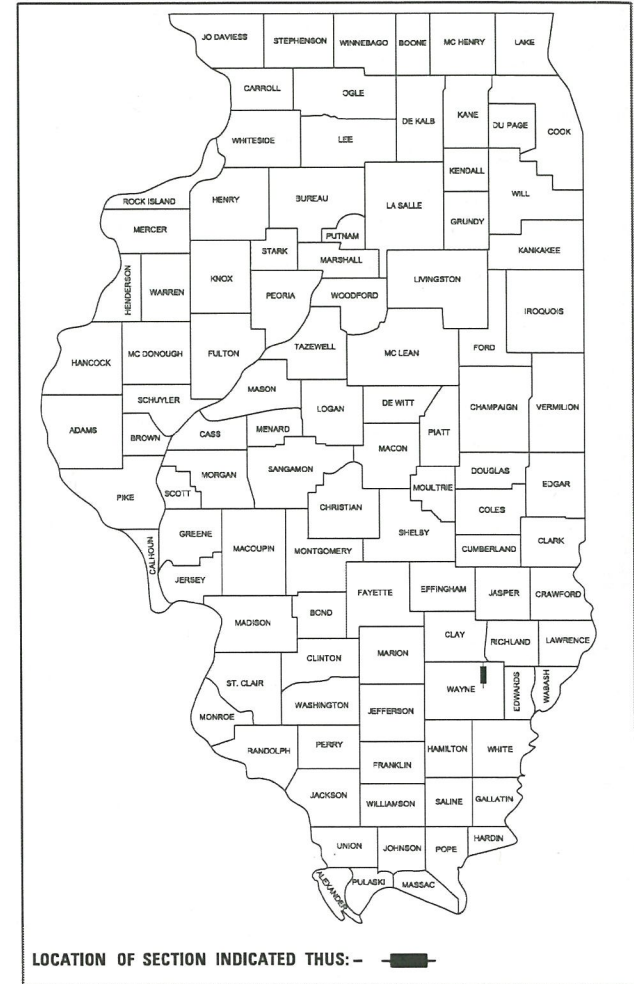 JO DAVIESS STEPHENSON WINNEBAGO BOONE MC HENRY LAKE
CARROLL OGLE DE KALB KANE DU PAGE COOK
WHITESIDE LEE
KENDALL WILL
ROCK ISLAND HENRY BUREAU LA SALLE GRUNDY
MERCER PUTNAM
STARK MARSHALL KANKAKEE
HENDERSON WARREN KNOX PEORIA WOODFORD LIVINGSTON IROQUOIS
HANCOCK MC DONOUGH FULTON TAZEWELL MC LEAN FORD
MASON
SCHUYLER LOGAN DE WITT CHAMPAIGN VERMILION
ADAMS BROWN CASS MENARD PIATT
MACON
PIKE SCOTT MORGAN SANGAMON MOULTRIE DOUGLAS EDGAR
CHRISTIAN COLES
CALHOUN GREENE MACOUPIN MONTGOMERY SHELBY CUMBERLAND CLARK
JERSEY FAYETTE EFFINGHAM JASPER CRAWFORD
MADISON BOND
CLAY RICHLAND LAWRENCE
CLINTON MARION
ST. CLAIR WAYNE EDWARDS WABASH
WASHINGTON JEFFERSON
MONROE
RANDOLPH PERRY HAMILTON WHITE
FRANKLIN
JACKSON WILLIAMSON SALINE GALLATIN
UNION JOHNSON POPE HARDIN
ALEXANDER PULASKI MASSAC
LOCATION OF SECTION INDICATED THUS: –